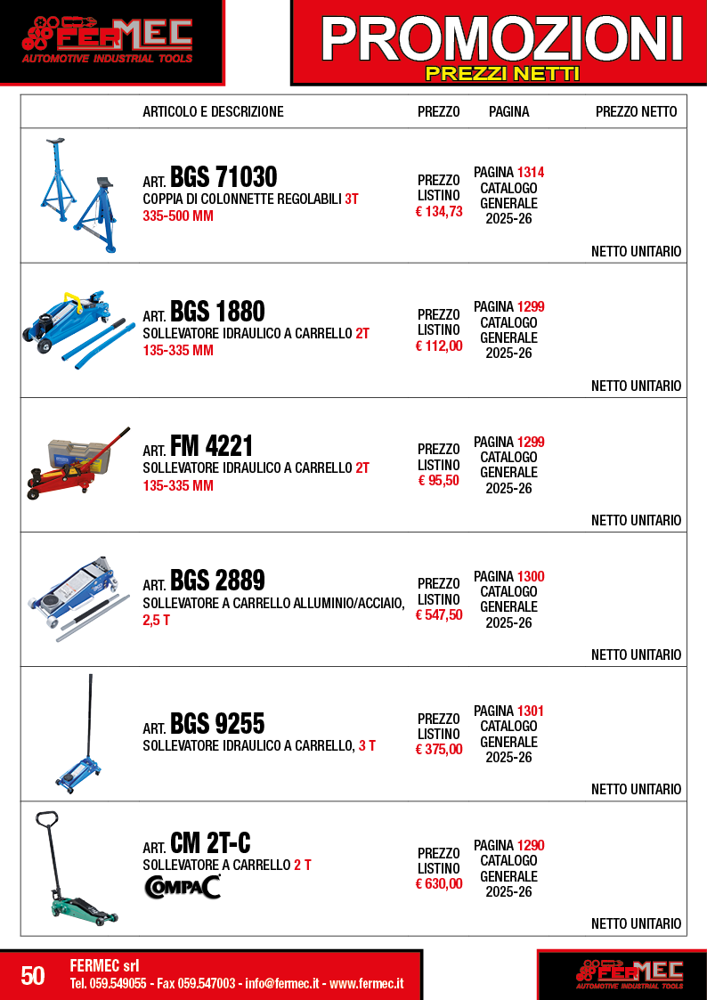 FERMEC
AUTOMOTIVE INDUSTRIAL TOOLS
PROMOZIONI
PREZZI NETTI
ARTICOLO E DESCRIZIONE PREZZO PAGINA PREZZO NETTO
ART. BGS 71030
COPPIA DI COLONNETTE REGOLABILI 3T
335-500 MM
PREZZO
LISTINO
€ 134,73
PAGINA 1314
CATALOGO
GENERALE
2025-26
NETTO UNITARIO
ART. BGS 1880
SOLLEVATORE IDRAULICO A CARRELLO 2T
135-335 MM
PREZZO
LISTINO
€ 112,00
PAGINA 1299
CATALOGO
GENERALE
2025-26
NETTO UNITARIO
ART. FM 4221
SOLLEVATORE IDRAULICO A CARRELLO 2T
135-335 MM
PREZZO
LISTINO
€ 95,50
PAGINA 1299
CATALOGO
GENERALE
2025-26
NETTO UNITARIO
ART. BGS 2889
SOLLEVATORE A CARRELLO ALLUMINIO/ACCIAIO,
2,5 T
PREZZO
LISTINO
€ 547,50
PAGINA 1300
CATALOGO
GENERALE
2025-26
NETTO UNITARIO
ART. BGS 9255
SOLLEVATORE IDRAULICO A CARRELLO, 3 T
PREZZO
LISTINO
€ 375,00
PAGINA 1301
CATALOGO
GENERALE
2025-26
NETTO UNITARIO
ART. CM 2T-C
SOLLEVATORE A CARRELLO 2 T
COMPAC
PREZZO
LISTINO
€ 630,00
PAGINA 1290
CATALOGO
GENERALE
2025-26
NETTO UNITARIO
50
FERMEC srl
Tel. 059.549055 - Fax 059.547003 - info@fermec.it - www.fermec.it
FERMEC
AUTOMOTIVE INDUSTRIAL TOOLS